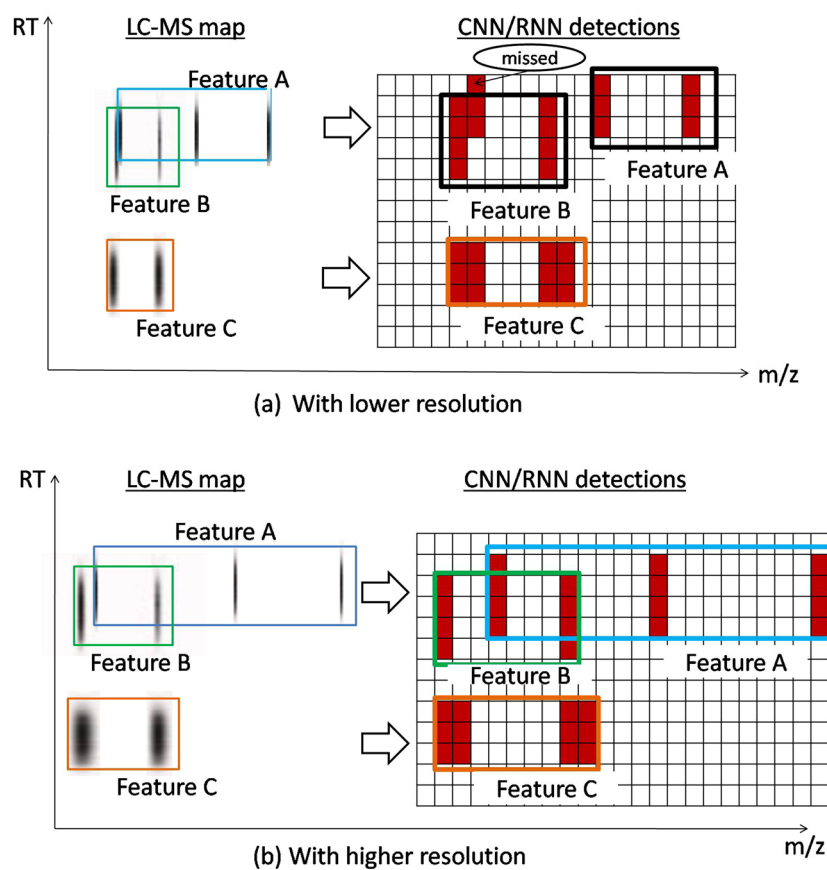 RT
LC-MS map
CNN/RNN detections
missed
Feature A
Feature A
Feature B
Feature B
Feature C
Feature C
m/z
(a) With lower resolution
RT
LC-MS map
CNN/RNN detections
Feature A
Feature B
Feature A
Feature B
Feature C
Feature C
m/z
(b) With higher resolution